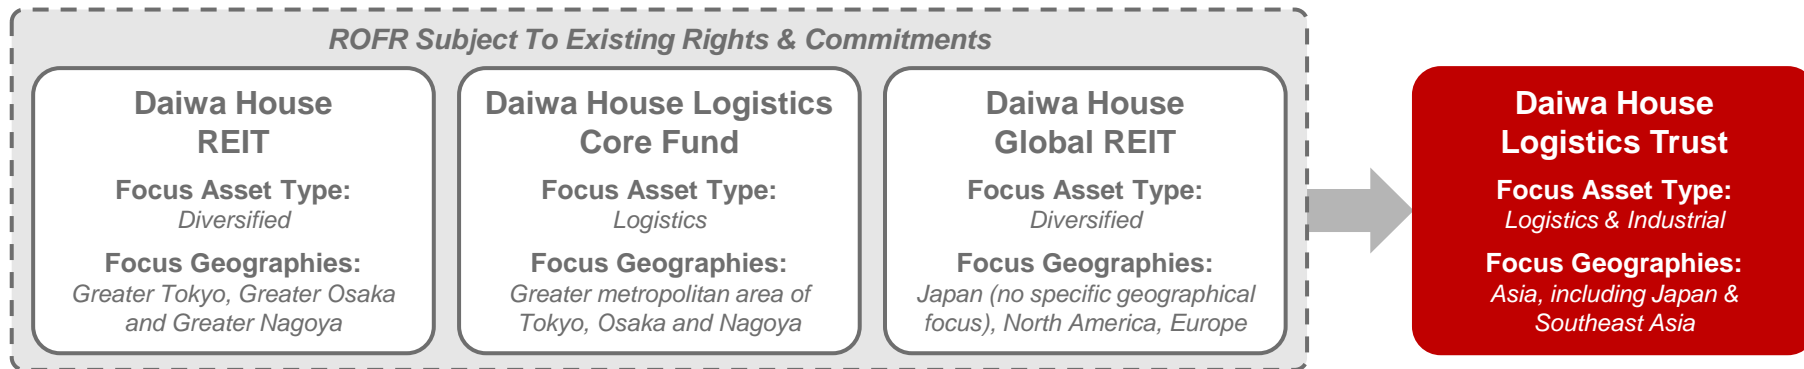 ROFR Subject To Existing Rights & Commitments
Daiwa House
REIT
Focus Asset Type:
Diversified
Focus Geographies:
Greater Tokyo, Greater Osaka
and Greater Nagoya
Daiwa House Logistics
Core Fund
Focus Asset Type:
Logistics
Focus Geographies:
Greater metropolitan area of
Tokyo, Osaka and Nagoya
Daiwa House
Global REIT
Focus Asset Type:
Diversified
Focus Geographies:
Japan (no specific geographical
focus), North America, Europe
Daiwa House
Logistics Trust
Focus Asset Type:
Logistics & Industrial
Focus Geographies:
Asia, including Japan &
Southeast Asia